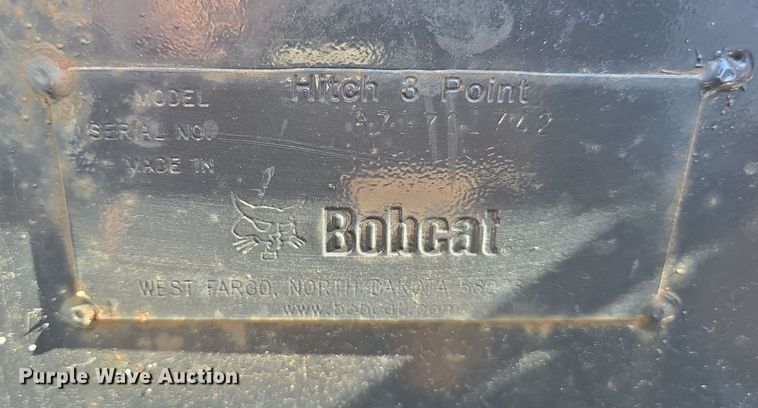 MODEL Hitch 3 Point
SERIAL NO.
MADE IN
Bobcat
WEST FARGO, NORTH DAKOTA
www.bobcat.com
Purple Wave Auction